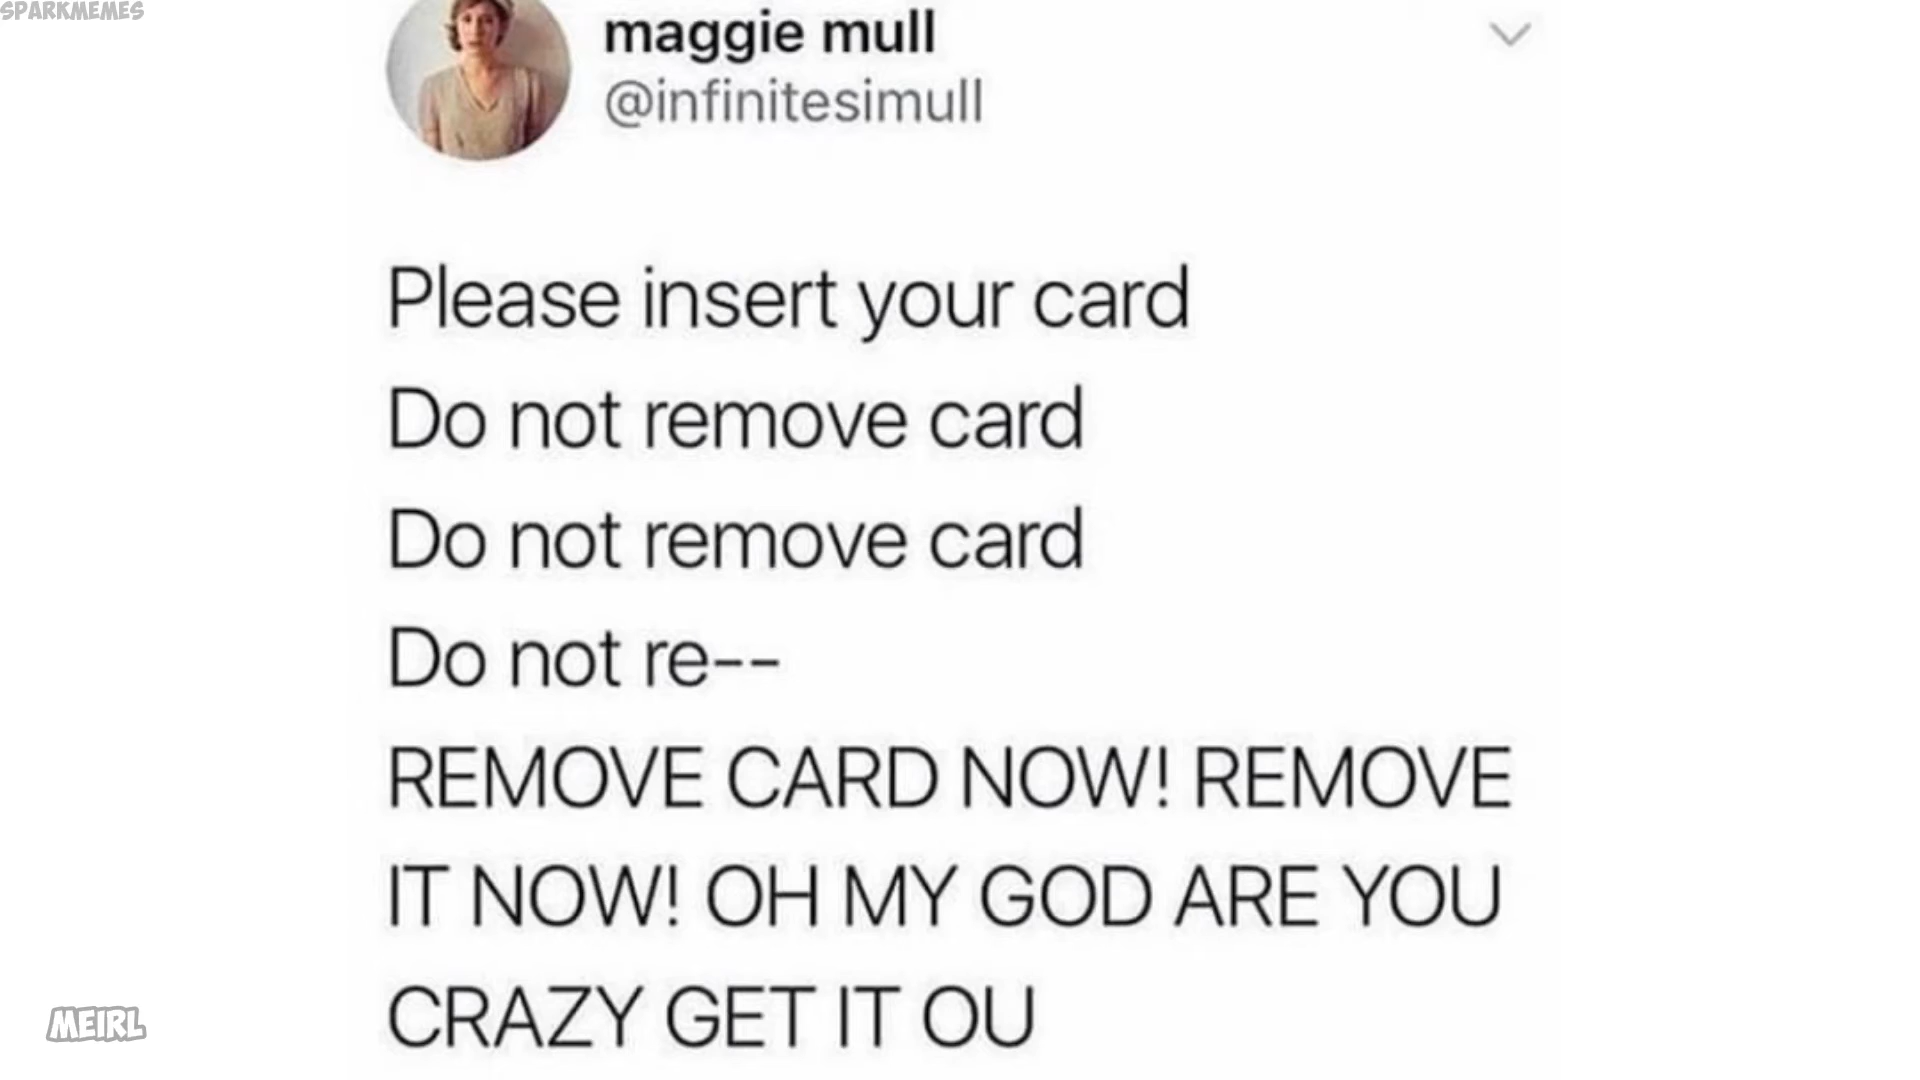 SPARKMEMES
maggie mull
@infinitesimull
Please insert your card
Do not remove card
Do not remove card
Do not re--
REMOVE CARD NOW! REMOVE
IT NOW! OH MY GOD ARE YOU
CRAZY GET IT OU
MEIRL